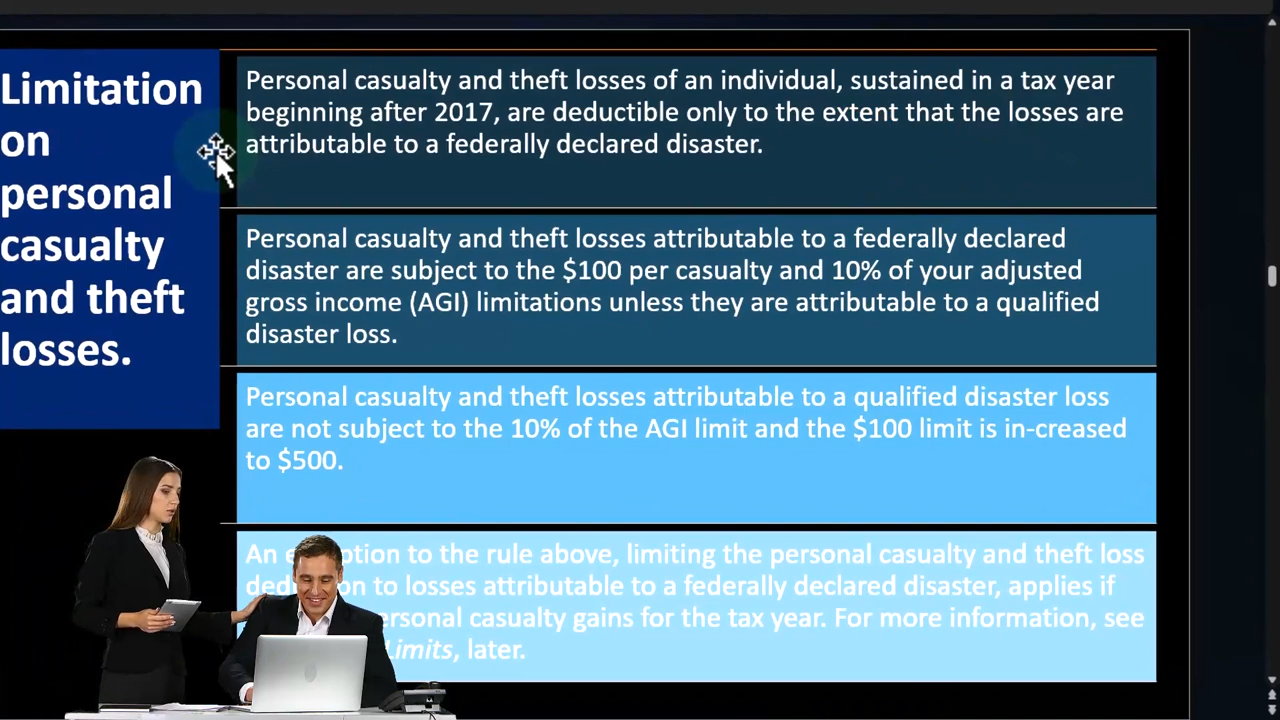 Limitation
on
personal
casualty
and theft
losses.
Personal casualty and theft losses of an individual, sustained in a tax year
beginning after 2017, are deductible only to the extent that the losses are
attributable to a federally declared disaster.
Personal casualty and theft losses attributable to a federally declared
disaster are subject to the $100 per casualty and 10% of your adjusted
gross income (AGI) limitations unless they are attributable to a qualified
disaster loss.
Personal casualty and theft losses attributable to a qualified disaster loss
are not subject to the 10% of the AGI limit and the $100 limit is in-creased
to $500.
An to the rule above, limiting the personal casualty and theft loss
to losses attributable to a federally declared disaster, applies if
personal casualty gains for the tax year. For more information, see
Limits, later.